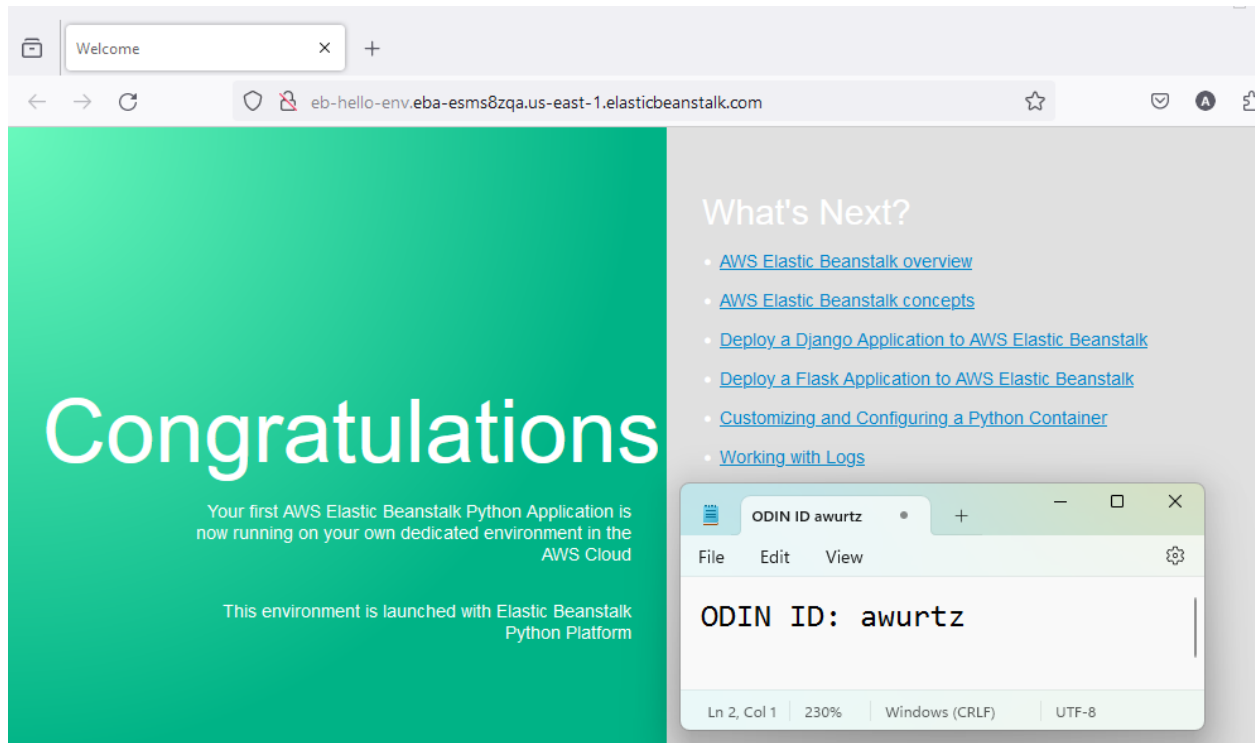 Welcome
eb-hello-env.eba-esms8zqa.us-east-1.elasticbeanstalk.com
A
Congratulations
Your first AWS Elastic Beanstalk Python Application is
now running on your own dedicated environment in the
AWS Cloud
This environment is launched with Elastic Beanstalk
Python Platform
What's Next?
AWS Elastic Beanstalk overview
AWS Elastic Beanstalk concepts
Deploy a Django Application to AWS Elastic Beanstalk
Deploy a Flask Application to AWS Elastic Beanstalk
Customizing and Configuring a Python Container
Working with Logs
ODIN ID awurtz
File Edit View
ODIN ID: awurtz
Ln 2, Col 1 230% Windows (CRLF) UTF-8